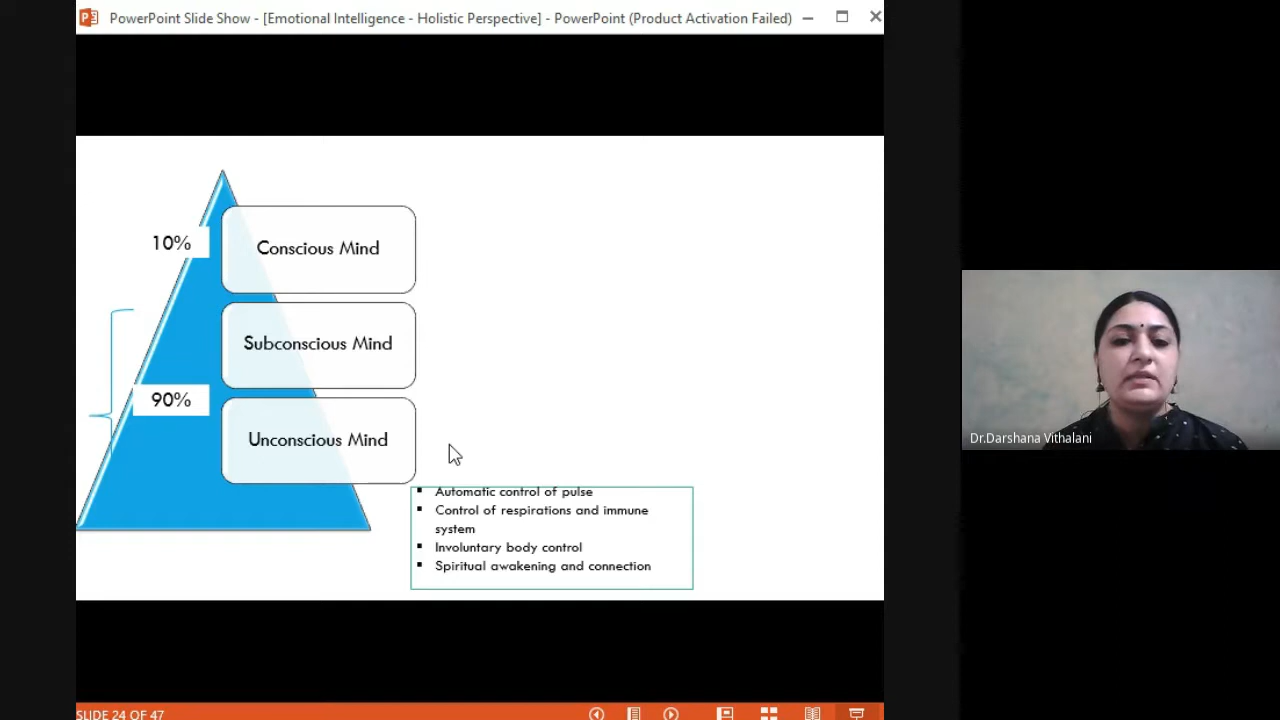 PowerPoint Slide Show - [Emotional Intelligence - Holistic Perspective] - PowerPoint (Product Activation Failed)
10%
Conscious Mind
Subconscious Mind
90%
Unconscious Mind
▪ Automatic control of pulse
▪ Control of respirations and immune
system
▪ Involuntary body control
▪ Spiritual awakening and connection
Dr.Darshana Vithalani
SLIDE 24 OF 47